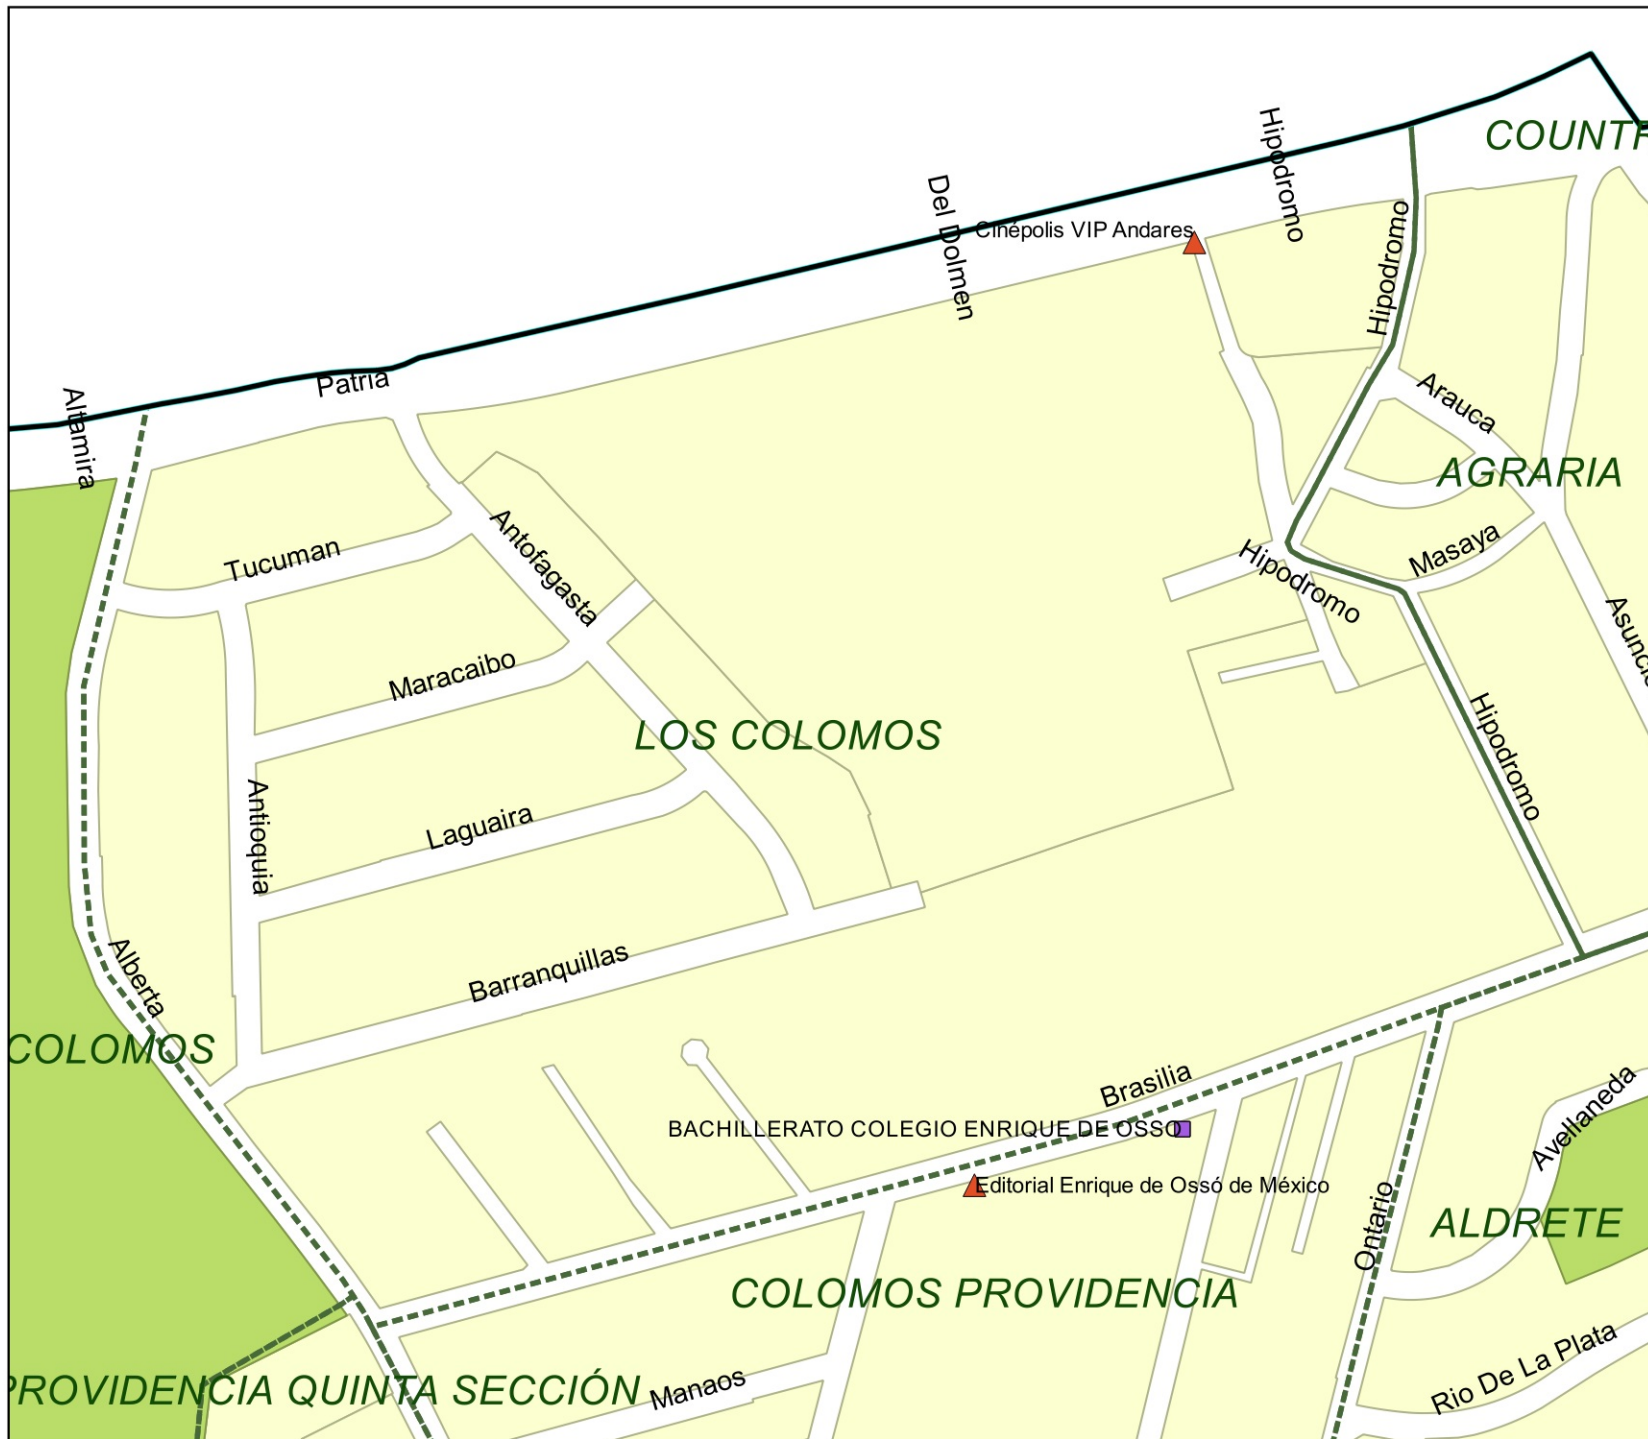 Hipodromo
COUNTR
Del Dolmen
Cinépolis VIP Andares
Hipodromo
Patria
Altamira
Arauca
AGRARIA
Antofagasta
Tucuman
Masaya
Hipodromo
Asunció
Maracaibo
LOS COLOMOS
Hipodromo
Antioquia
Laguaira
Barranquillas
Alberta
COLOMOS
Brasilia
Avellaneda
BACHILLERATO COLEGIO ENRIQUE DE OSSO
Editorial Enrique de Ossó de México
Ontario
ALDRETE
COLOMOS PROVIDENCIA
Rio De La Plata
PROVIDENCIA QUINTA SECCIÓN
Manaos